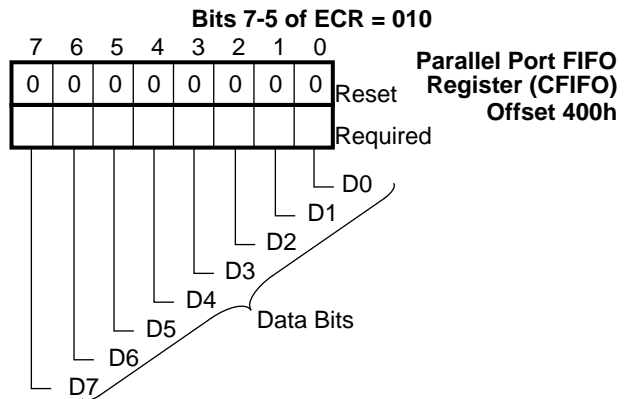 Bits 7-5 of ECR = 010
7 6 5 4 3 2 1 0
Parallel Port FIFO
Register (CFIFO)
Offset 400h
0 0 0 0 0 0 0 0 Reset
Required
D0
D1
D2
D3
D4
D5
D6
D7
Data Bits